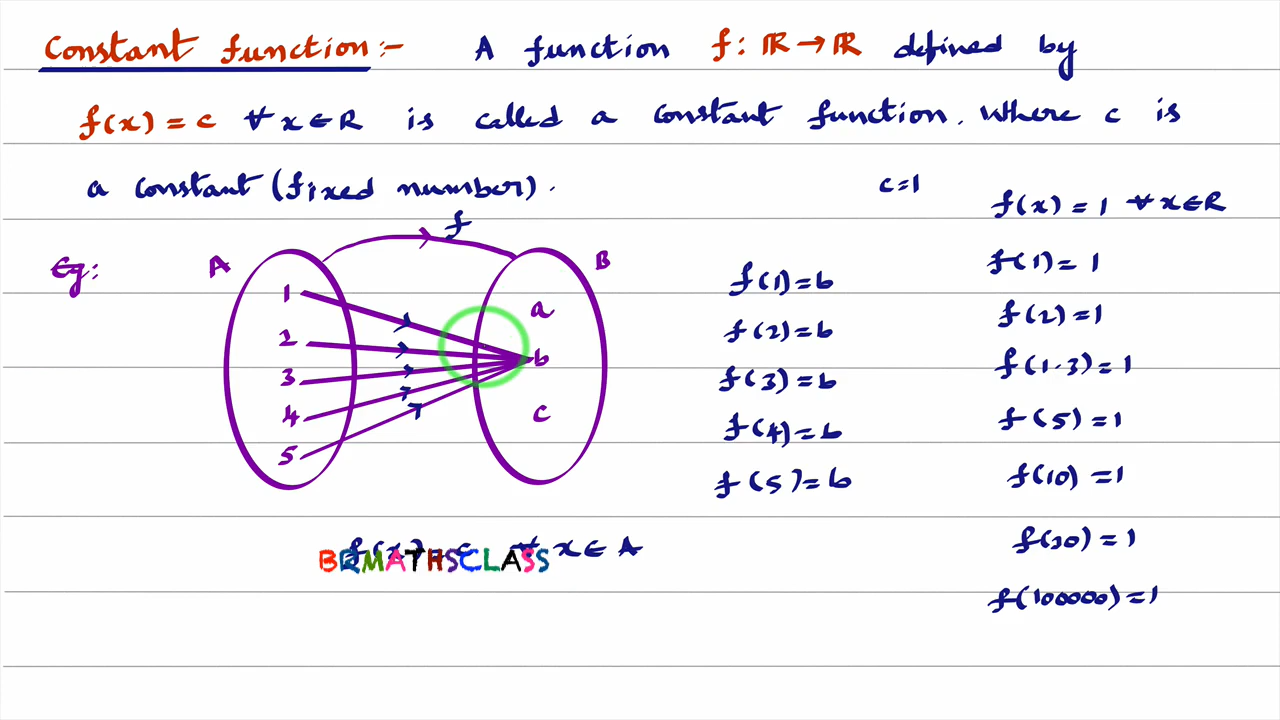 Constant function:- A function f: ℝ → ℝ defined by
f(x) = c ∀ x ∈ R is called a constant function. Where c is
a constant (fixed number).
c=1
f(x) = 1 ∀ x ∈ R
Eg:
f
A
B
1
2
3
4
5
a
b
c
f(1)=b
f(2)=b
f(3)=b
f(4)=b
f(5)=b
f(1)=1
f(2)=1
f(1.3)=1
f(5)=1
f(10)=1
f(30)=1
f(100000)=1
f(x) = c ∀ x ∈ A
BRMATHSCLASS